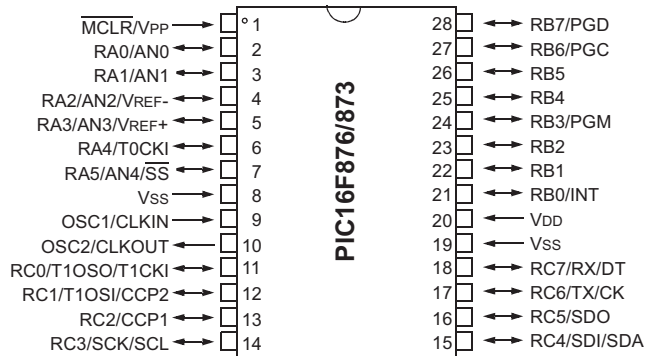 MCLR/VPP 1 28 RB7/PGD
RA0/AN0 2 27 RB6/PGC
RA1/AN1 3 26 RB5
RA2/AN2/VREF- 4 25 RB4
RA3/AN3/VREF+ 5 24 RB3/PGM
RA4/T0CKI 6 23 RB2
RA5/AN4/SS 7 22 RB1
VSS 8 21 RB0/INT
OSC1/CLKIN 9 20 VDD
OSC2/CLKOUT 10 19 VSS
RC0/T1OSO/T1CKI 11 18 RC7/RX/DT
RC1/T1OSI/CCP2 12 17 RC6/TX/CK
RC2/CCP1 13 16 RC5/SDO
RC3/SCK/SCL 14 15 RC4/SDI/SDA
PIC16F876/873